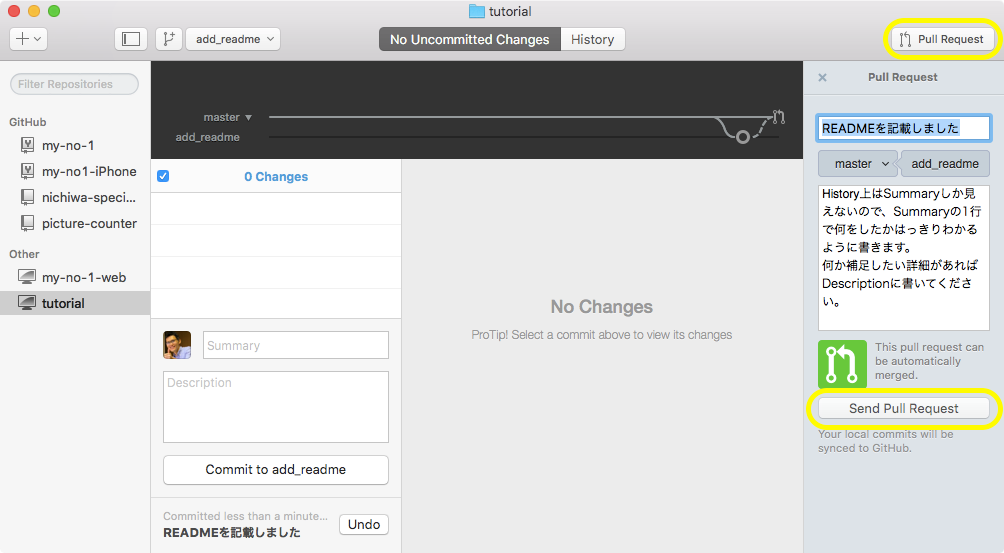 tutorial
add_readme
No Uncommitted Changes
History
Pull Request
Filter Repositories
GitHub
my-no-1
my-no1-iPhone
nichiwa-speci...
picture-counter
Other
my-no-1-web
tutorial
master
add_readme
0 Changes
Summary
Description
Commit to add_readme
Committed less than a minute...
READMEを記載しました
Undo
No Changes
ProTip! Select a commit above to view its changes
Pull Request
READMEを記載しました
master
add_readme
History上はSummaryしか見
えないので、Summaryの1行
で何をしたかはっきりわかる
ように書きます。
何か補足したい詳細があれば
Descriptionに書いてくださ
い。
This pull request can
be automatically
merged.
Send Pull Request
Your local commits will be
synced to GitHub.